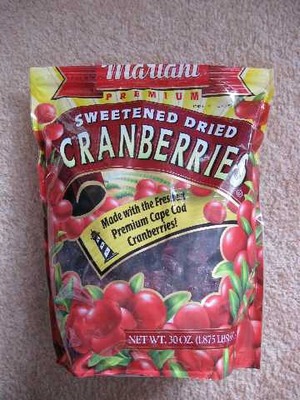 Mariani
PREMIUM
SWEETENED DRIED
CRANBERRIES
Made with the Freshest
Premium Cape Cod
Cranberries!
NET WT. 30 OZ. (1.875 LBS)